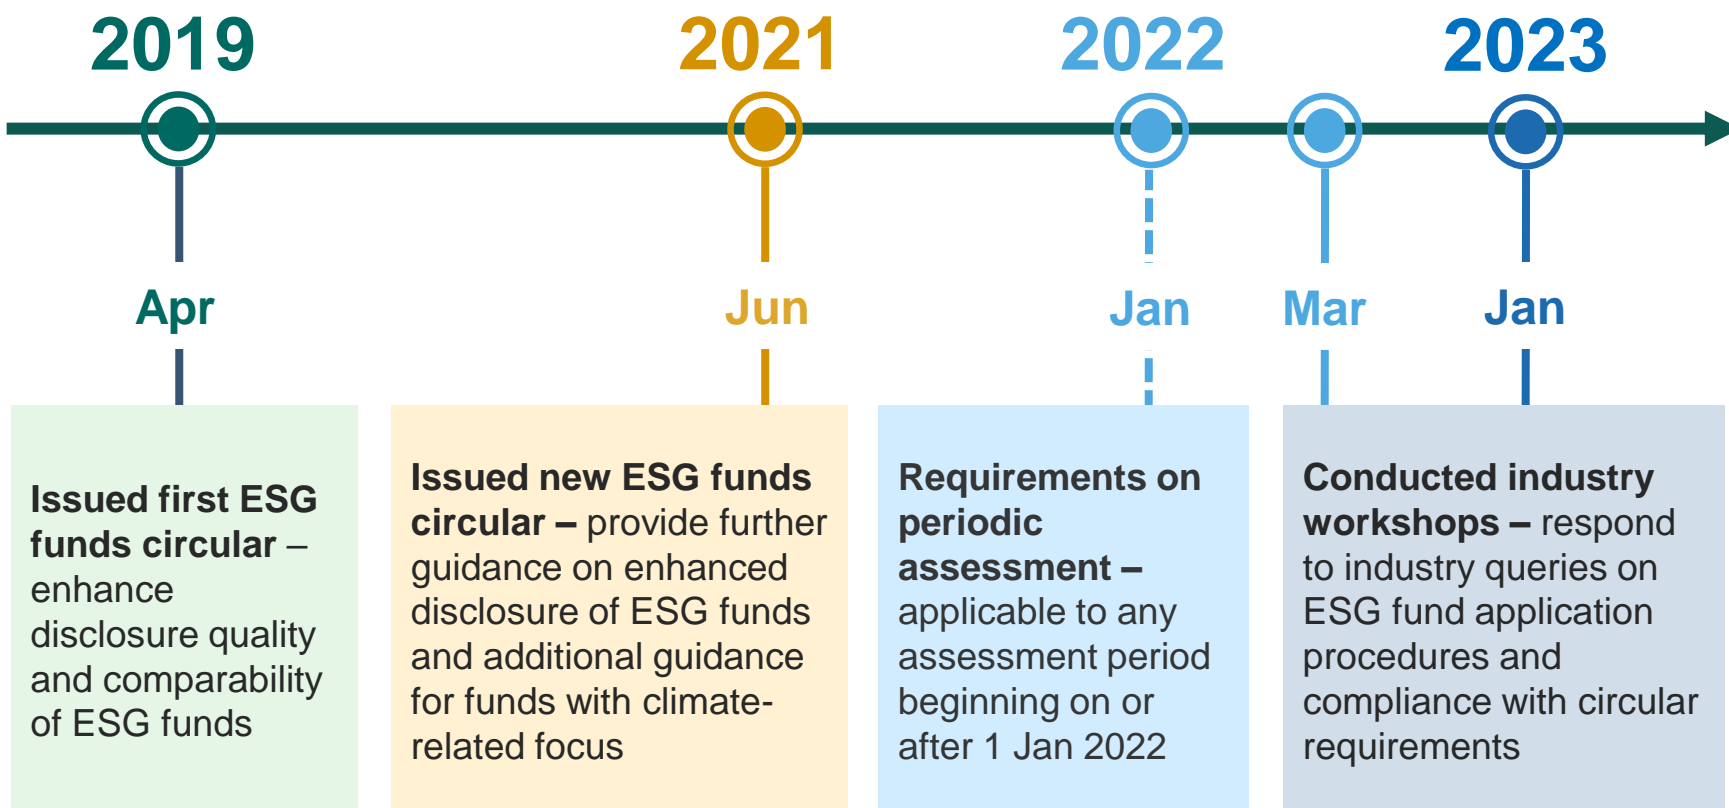 2019
2021
2022
2023
Apr
Jun
Jan
Mar
Jan
Issued first ESG
funds circular –
enhance
disclosure quality
and comparability
of ESG funds
Issued new ESG funds
circular – provide further
guidance on enhanced
disclosure of ESG funds
and additional guidance
for funds with climate-
related focus
Requirements on
periodic
assessment –
applicable to any
assessment period
beginning on or
after 1 Jan 2022
Conducted industry
workshops – respond
to industry queries on
ESG fund application
procedures and
compliance with circular
requirements